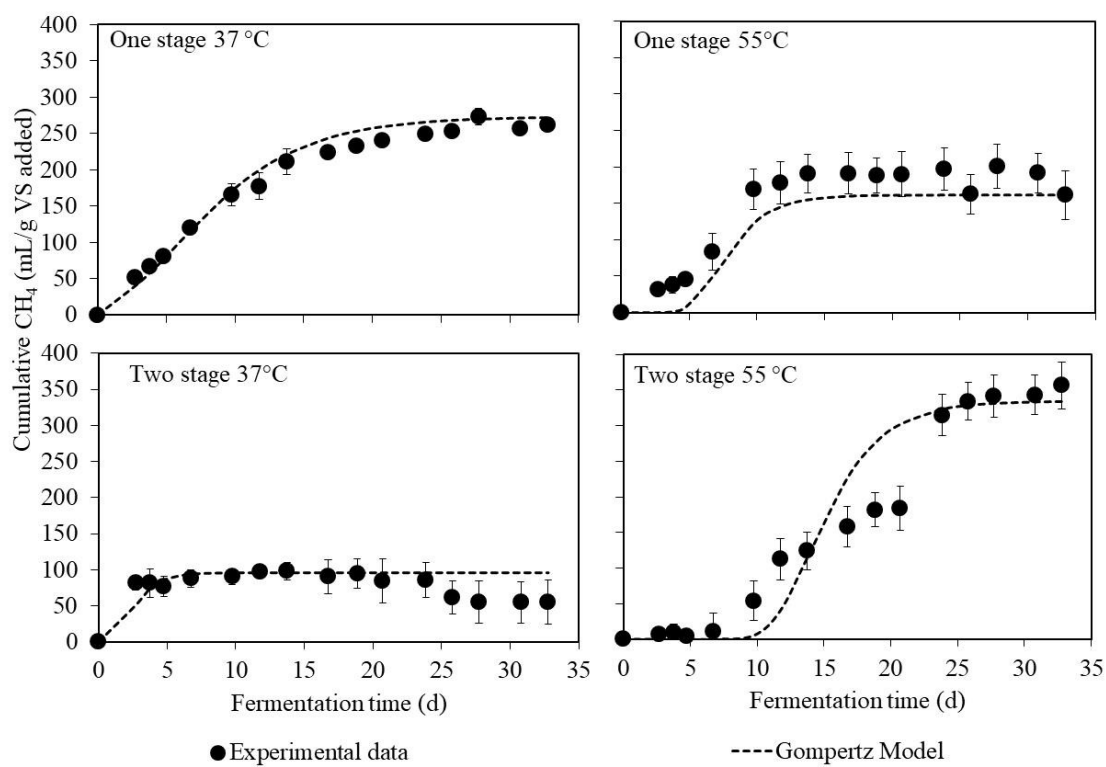 Cumulative CH4 (mL/g VS added)
400
350
300
250
200
150
100
50
0
One stage 37 °C
One stage 55°C
400
350
300
250
200
150
100
50
0
Two stage 37°C
Two stage 55 °C
0 5 10 15 20 25 30 35
0 5 10 15 20 25 30 35
Fermentation time (d)
Fermentation time (d)
Experimental data
Gompertz Model